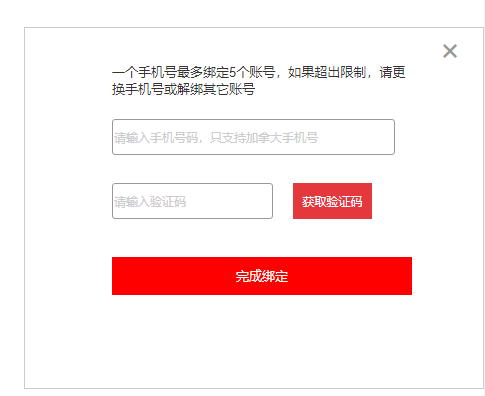 一个手机号最多绑定5个账号，如果超出限制，请更
换手机号或解绑其它账号
请输入手机号码，只支持加拿大手机号
请输入验证码 获取验证码
完成绑定